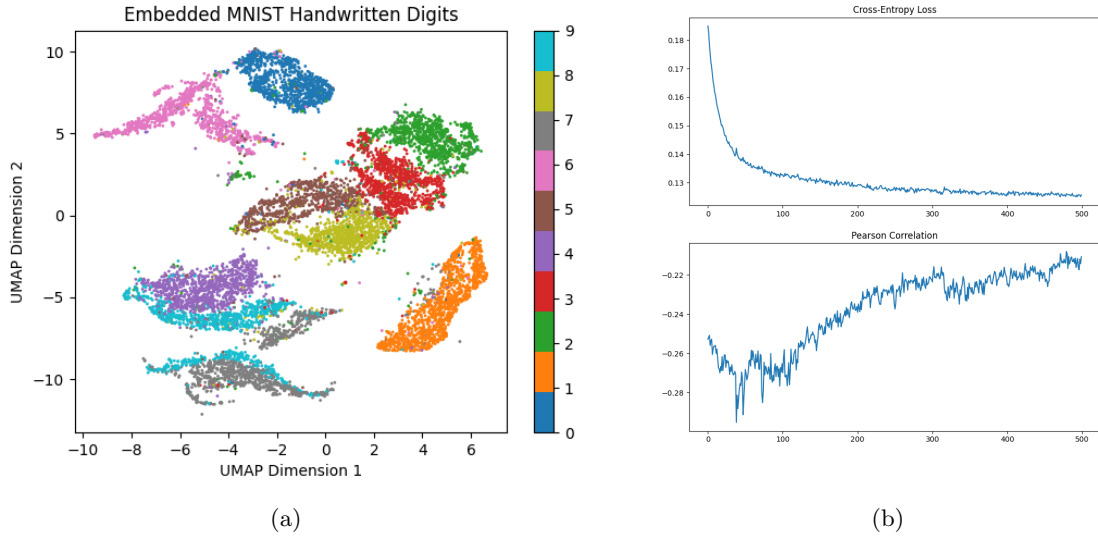 Embedded MNIST Handwritten Digits
10
5
0
−5
−10
UMAP Dimension 2
−10 −8 −6 −4 −2 0 2 4 6
UMAP Dimension 1
9
8
7
6
5
4
3
2
1
0
(a)
Cross-Entropy Loss
0.18
0.17
0.16
0.15
0.14
0.13
0 100 200 300 400 500
Pearson Correlation
−0.22
−0.24
−0.26
−0.28
0 100 200 300 400 500
(b)